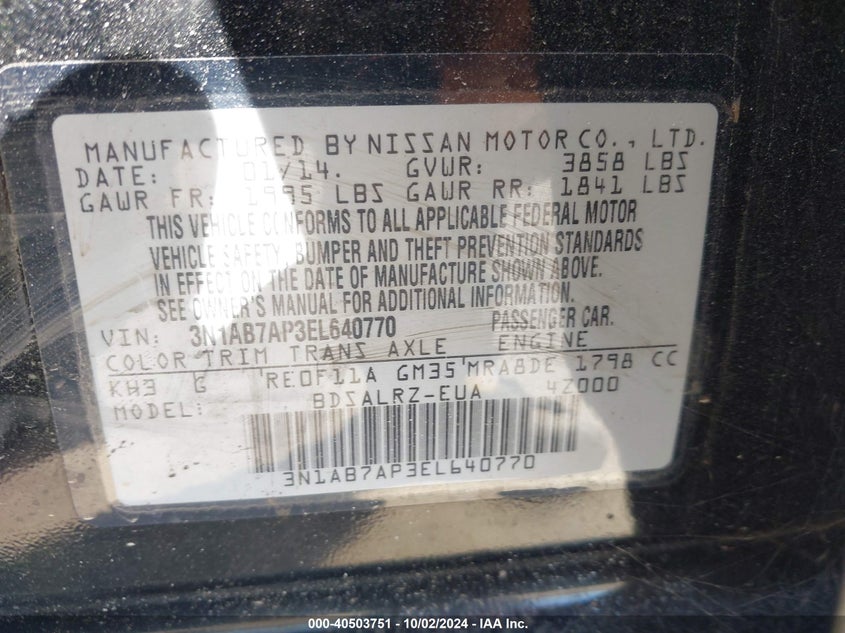 MANUFACTURED BY NISSAN MOTOR CO., LTD.
DATE: 01/14. GVWR: 3858 LBS
GAWR FR: 1995 LBS GAWR RR: 1841 LBS
THIS VEHICLE CONFORMS TO ALL APPLICABLE FEDERAL MOTOR
VEHICLE SAFETY, BUMPER AND THEFT PREVENTION STANDARDS
IN EFFECT ON THE DATE OF MANUFACTURE SHOWN ABOVE.
SEE OWNER'S MANUAL FOR ADDITIONAL INFORMATION.
VIN: 3N1AB7AP3EL640770 PASSENGER CAR.
COLOR TRIM TRANS AXLE ENGINE
KH3 G RE0F11A GM35 MRA8DE 1798 CC
MODEL: BDSALRZ-EUA 4Z000
3N1AB7AP3EL640770
000-40503751 - 10/02/2024 - IAA Inc.